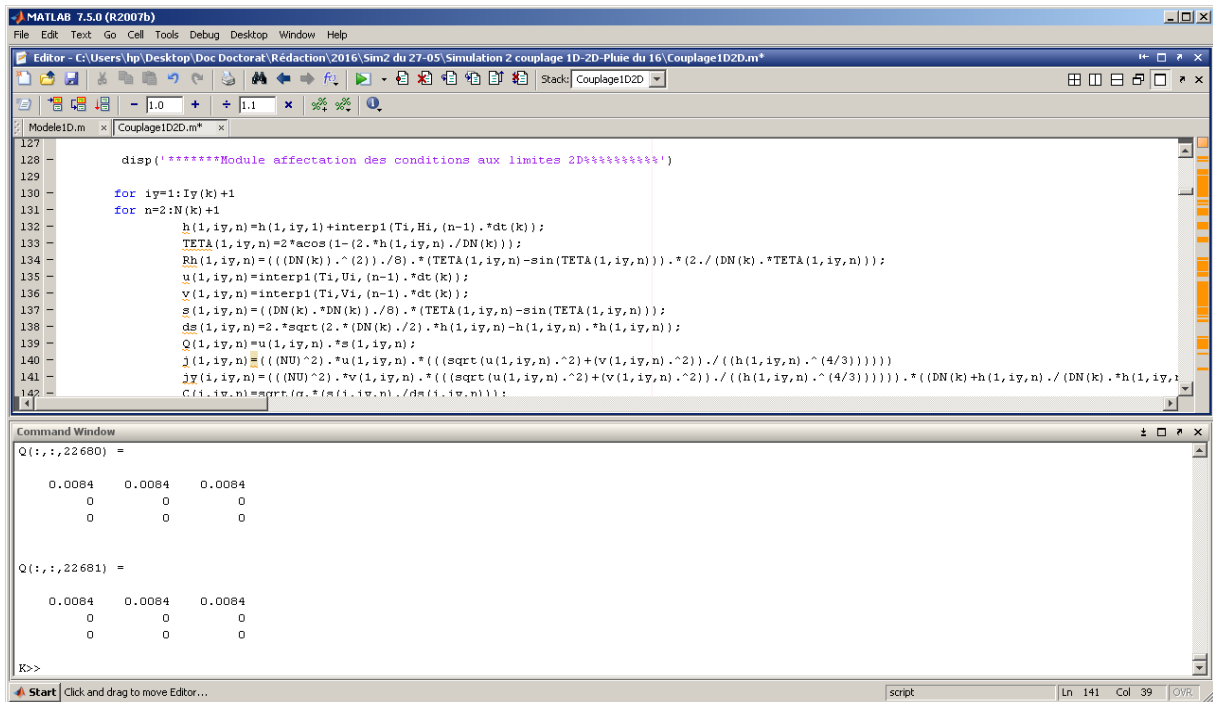 MATLAB 7.5.0 (R2007b)
File Edit Text Go Cell Tools Debug Desktop Window Help
Editor - C:\Users\hp\Desktop\Doc Doctorat\Rédaction\2016\Sim2 du 27-05\Simulation 2 couplage 1D-2D-Pluie du 16\Couplage1D2D.m*
Stack: Couplage1D2D
- 1.0 + ÷ 1.1 ×
Modele1D.m × Couplage1D2D.m* ×
127
128 - disp('*******Module affectation des conditions aux limites 2D%%%%%%%%%%')
129
130 - for iy=1:Iy(k)+1
131 - for n=2:N(k)+1
132 - h(1,iy,n)=h(1,iy,1)+interp1(Ti,Hi,(n-1).*dt(k));
133 - TETA(1,iy,n)=2*acos(1-(2.*h(1,iy,n)./DN(k)));
134 - Rh(1,iy,n)=(((DN(k)).^(2))./8).*(TETA(1,iy,n)-sin(TETA(1,iy,n))).*(2./(DN(k).*TETA(1,iy,n)));
135 - u(1,iy,n)=interp1(Ti,Ui,(n-1).*dt(k));
136 - v(1,iy,n)=interp1(Ti,Vi,(n-1).*dt(k));
137 - s(1,iy,n)=((DN(k).*DN(k))./8).*(TETA(1,iy,n)-sin(TETA(1,iy,n)));
138 - ds(1,iy,n)=2.*sqrt(2.*(DN(k)./2).*h(1,iy,n)-h(1,iy,n).*h(1,iy,n));
139 - Q(1,iy,n)=u(1,iy,n).*s(1,iy,n);
140 - j(1,iy,n)=(((NU)^2).*u(1,iy,n).*(((sqrt(u(1,iy,n).^2)+(v(1,iy,n).^2))./((h(1,iy,n).^(4/3))))))
141 - jy(i,iy,n)=(((NU)^2).*v(1,iy,n).*(((sqrt(u(1,iy,n).^2)+(v(1,iy,n).^2))./((h(1,iy,n).^(4/3)))))).*((DN(k)+h(1,iy,n)./(DN(k).*h(1,iy,n
142 - C(i,iy,n)=sqrt(g.*(s(i,iy,n)./ds(i,iy,n)));
Command Window
Q(:,:,22680) =
0.0084 0.0084 0.0084
0 0 0
0 0 0
Q(:,:,22681) =
0.0084 0.0084 0.0084
0 0 0
0 0 0
K>>
Start Click and drag to move Editor... script Ln 141 Col 39 OVR